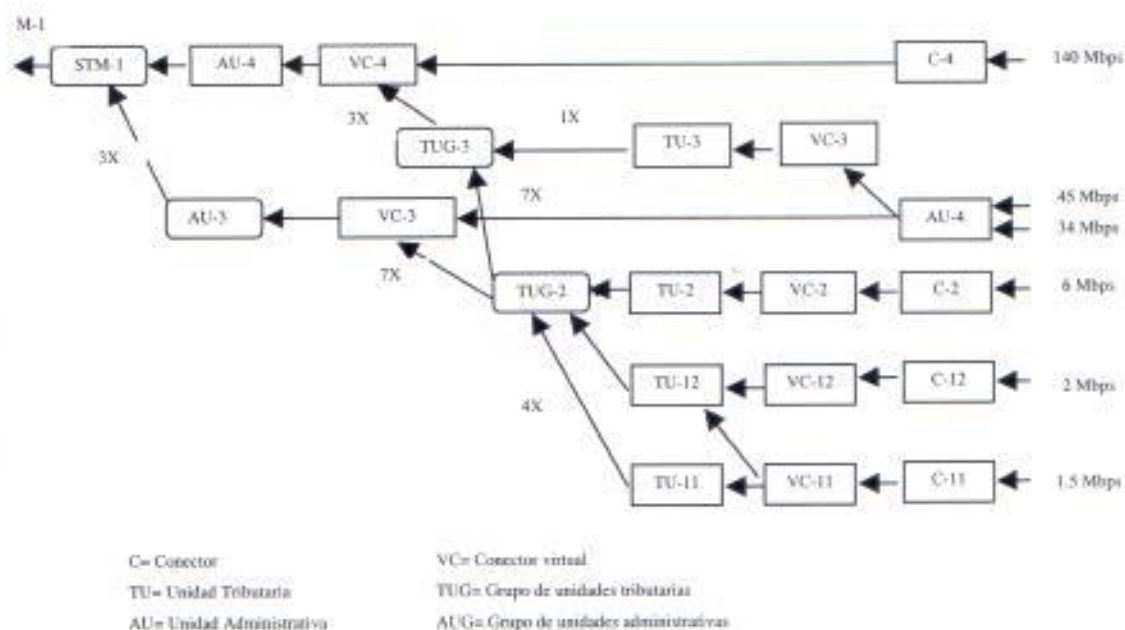 M-1
STM-1
AU-4
VC-4
C-4
140 Mbps
3X
1X
TUG-3
TU-3
VC-3
3X
7X
45 Mbps
AU-3
VC-3
AU-4
34 Mbps
7X
TUG-2
TU-2
VC-2
C-2
6 Mbps
TU-12
VC-12
C-12
2 Mbps
4X
TU-11
VC-11
C-11
1.5 Mbps
C= Conector
VC= Conector virtual
TU= Unidad Tributaria
TUG= Grupo de unidades tributarias
AU= Unidad Administrativa
AUG= Grupo de unidades administrativas